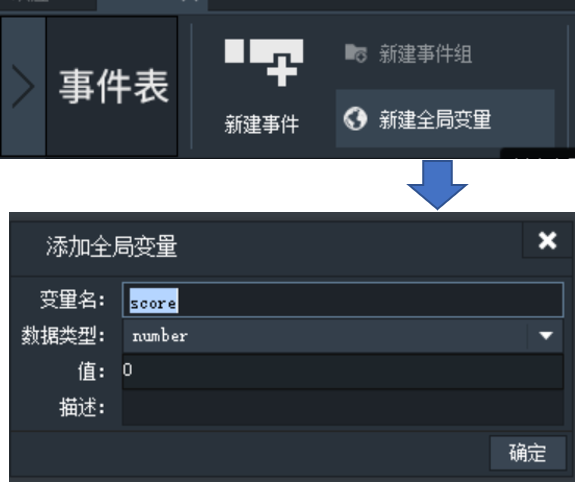 新建事件组
事件表
新建事件
新建全局变量
添加全局变量
变量名: score
数据类型: number
值: 0
描述:
确定